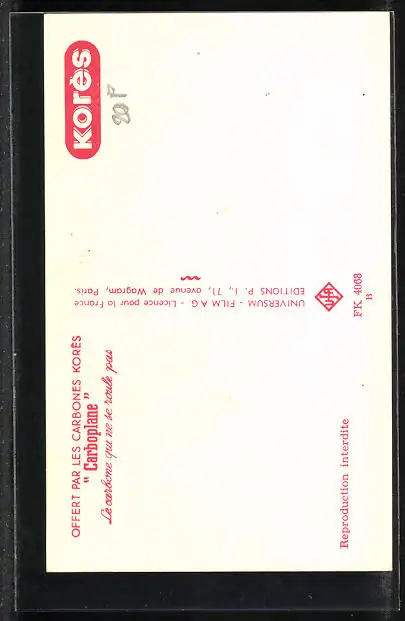 OFFERT PAR LES CARBONES KORÈS
" Carboplane "
Le carbone qui ne se roule pas
Korès
20 F
UNIVERSUM - FILM A.G. - Licence pour la France
EDITIONS P. I., 71, avenue de Wagram, Paris.
Reproduction interdite
UFA
FK. 4068
B